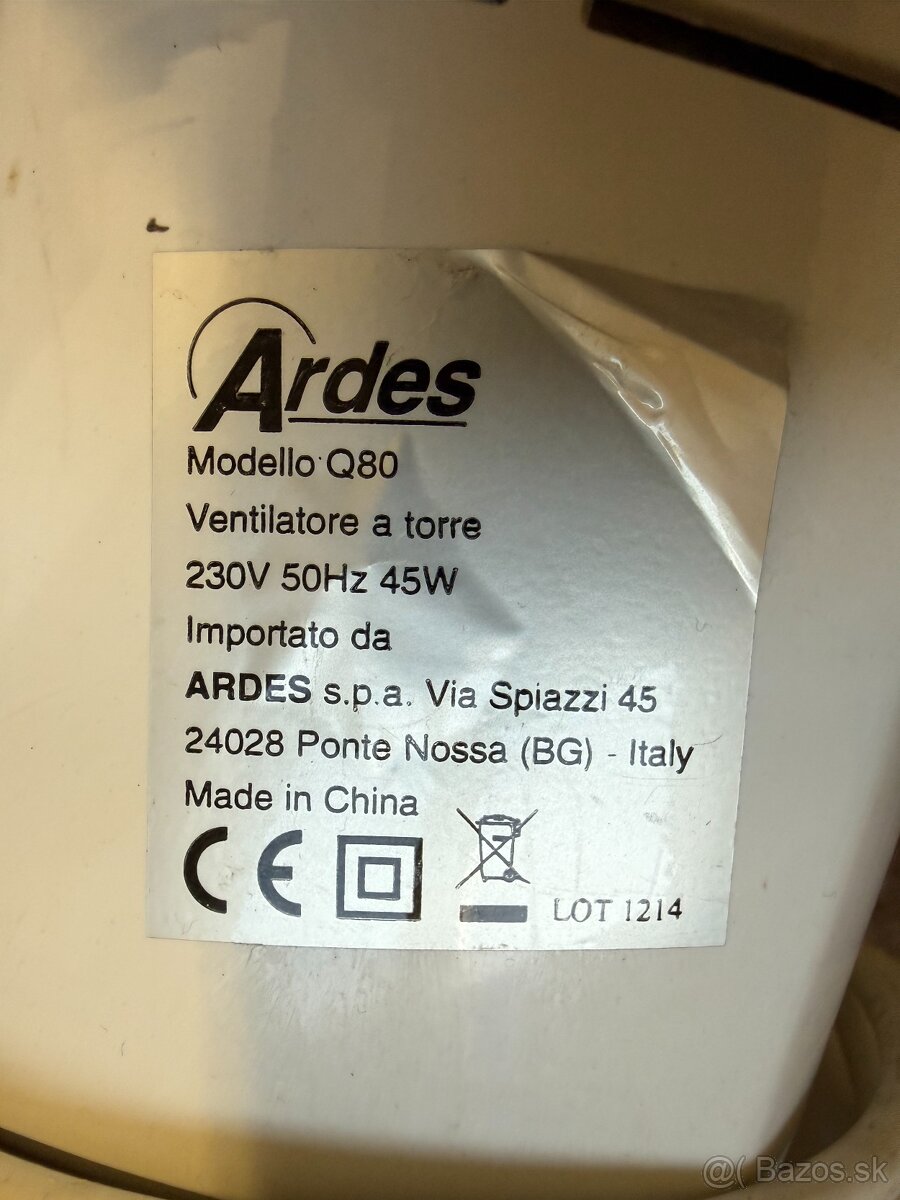 Ardes
Modello Q80
Ventilatore a torre
230V 50Hz 45W
Importato da
ARDES s.p.a. Via Spiazzi 45
24028 Ponte Nossa (BG) - Italy
Made in China
CE
LOT 1214
@( Bazos.sk